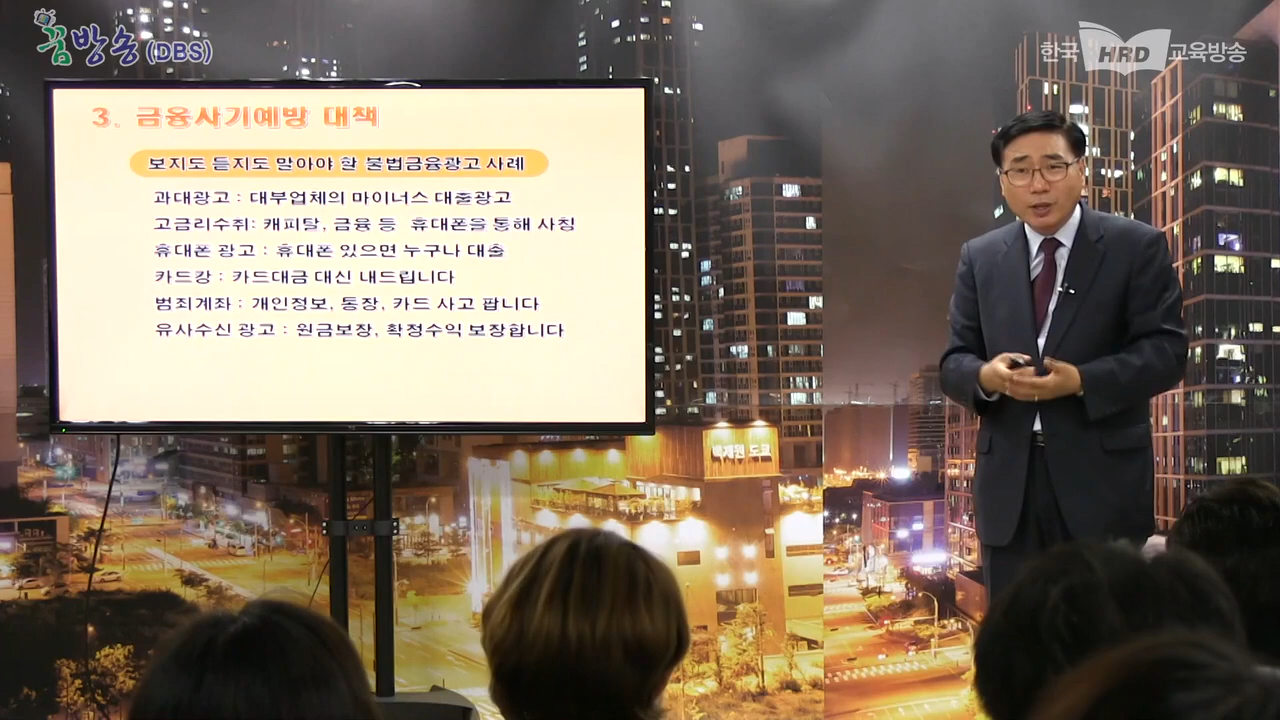 꿈방송(DBS)
한국 HRD 교육방송
3. 금융사기예방 대책
보지도 듣지도 말아야 할 불법금융광고 사례
과대광고 : 대부업체의 마이너스 대출광고
고금리수취: 캐피탈, 금융 등 휴대폰을 통해 사칭
휴대폰 광고 : 휴대폰 있으면 누구나 대출
카드캉 : 카드대금 대신 내드립니다
범죄계좌 : 개인정보, 통장, 카드 사고 팝니다
유사수신 광고 : 원금보장, 확정수익 보장합니다